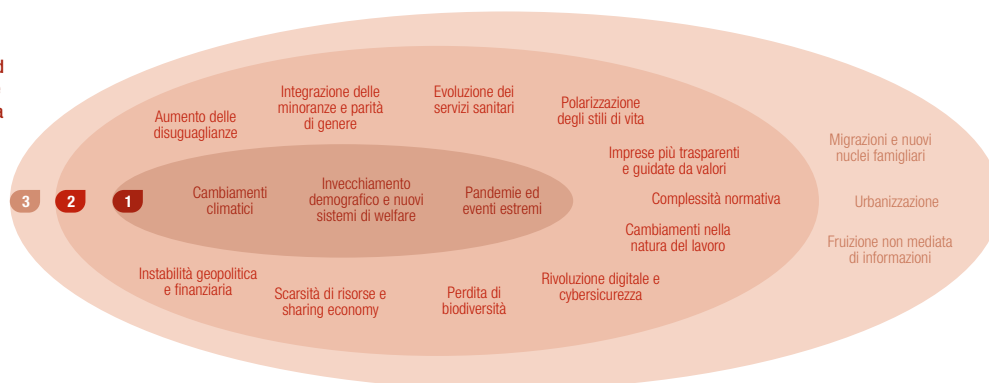 d
a
Aumento delle
disuguaglianze
Integrazione delle
minoranze e parità
di genere
Evoluzione dei
servizi sanitari
Polarizzazione
degli stili di vita
Imprese più trasparenti
e guidate da valori
Complessità normativa
Cambiamenti nella
natura del lavoro
Migrazioni e nuovi
nuclei famigliari
Urbanizzazione
Fruizione non mediata
di informazioni
3
2
1
Cambiamenti
climatici
Invecchiamento
demografico e nuovi
sistemi di welfare
Pandemie ed
eventi estremi
Instabilità geopolitica
e finanziaria
Scarsità di risorse e
sharing economy
Perdita di
biodiversità
Rivoluzione digitale e
cybersicurezza